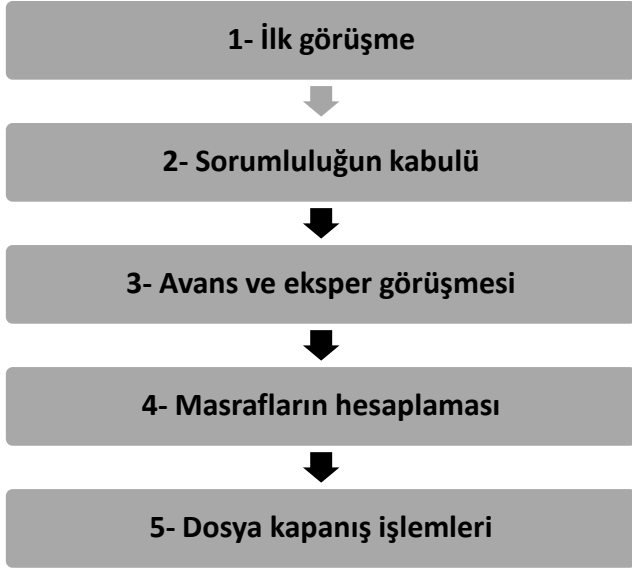 1- İlk görüşme
2- Sorumluluğun kabulü
3- Avans ve eksper görüşmesi
4- Masrafların hesaplaması
5- Dosya kapanış işlemleri